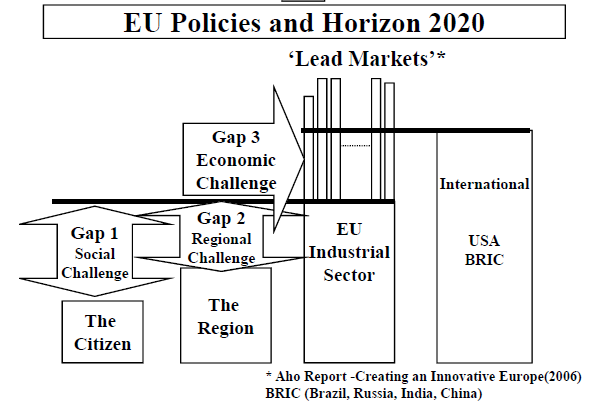 EU Policies and Horizon 2020
‘Lead Markets’*
Gap 3
Economic
Challenge
International
USA
BRIC
Gap 1
Social
Challenge
Gap 2
Regional
Challenge
EU
Industrial
Sector
The
Citizen
The
Region
* Aho Report -Creating an Innovative Europe(2006)
BRIC (Brazil, Russia, India, China)